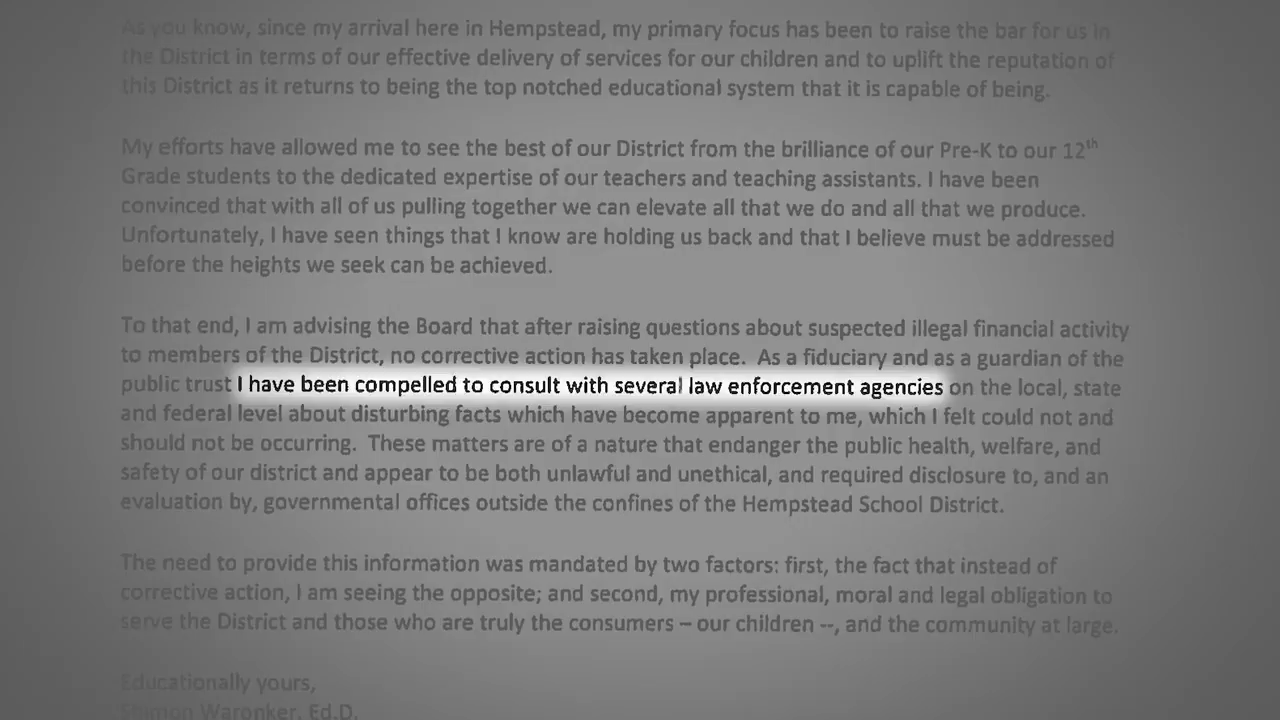 As you know, since my arrival here in Hempstead, my primary focus has been to raise the bar for us in
the District in terms of our effective delivery of services for our children and to uplift the reputation of
this District as it returns to being the top notched educational system that it is capable of being.
My efforts have allowed me to see the best of our District from the brilliance of our Pre-K to our 12th
Grade students to the dedicated expertise of our teachers and teaching assistants. I have been
convinced that with all of us pulling together we can elevate all that we do and all that we produce.
Unfortunately, I have seen things that I know are holding us back and that I believe must be addressed
before the heights we seek can be achieved.
To that end, I am advising the Board that after raising questions about suspected illegal financial activity
to members of the District, no corrective action has taken place.  As a fiduciary and as a guardian of the
public trust I have been compelled to consult with several law enforcement agencies on the local, state
and federal level about disturbing facts which have become apparent to me, which I felt could not and
should not be occurring.  These matters are of a nature that endanger the public health, welfare, and
safety of our district and appear to be both unlawful and unethical, and required disclosure to, and an
evaluation by, governmental offices outside the confines of the Hempstead School District.
The need to provide this information was mandated by two factors: first, the fact that instead of
corrective action, I am seeing the opposite; and second, my professional, moral and legal obligation to
serve the District and those who are truly the consumers – our children --, and the community at large.
Educationally yours,
Shimon Waronker, Ed.D.